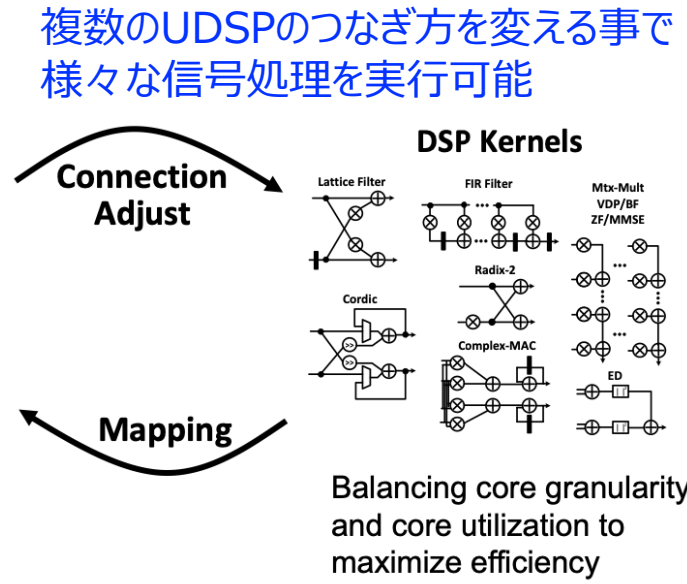 複数のUDSPのつなぎ方を変える事で
様々な信号処理を実行可能
Connection
Adjust
DSP Kernels
Lattice Filter
FIR Filter
Mtx-Mult
VDP/BF
ZF/MMSE
Radix-2
Cordic
>>
>>
Complex-MAC
ED
Mapping
Balancing core granularity
and core utilization to
maximize efficiency